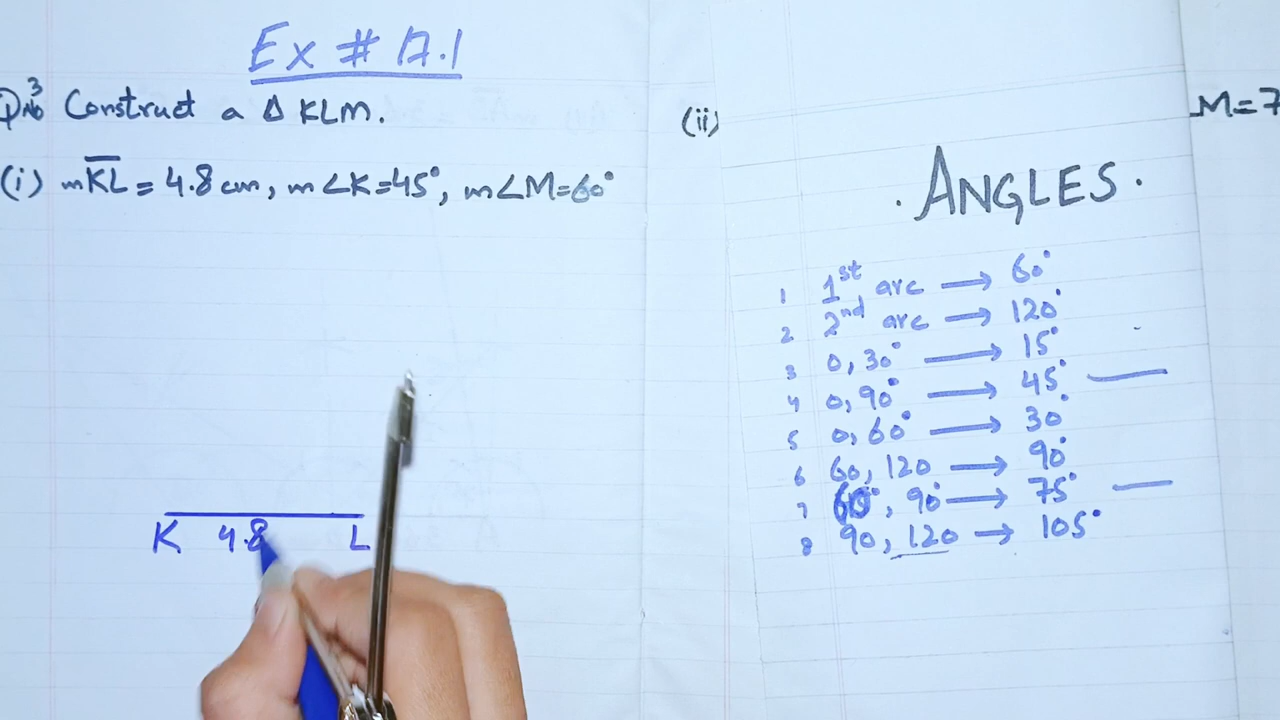 Ex # 17.1
QNo 3 Construct a Δ KLM.
(i) mKL = 4.8 cm, m∠K=45°, m∠M=60°
K 4.8 L
(ii)
M=7
. ANGLES.
1 1st arc → 60°
2 2nd arc → 120°
3 0, 30° → 15°
4 0, 90° → 45°
5 0, 60° → 30°
6 60, 120 → 90°
7 60°, 90° → 75°
8 90, 120 → 105°